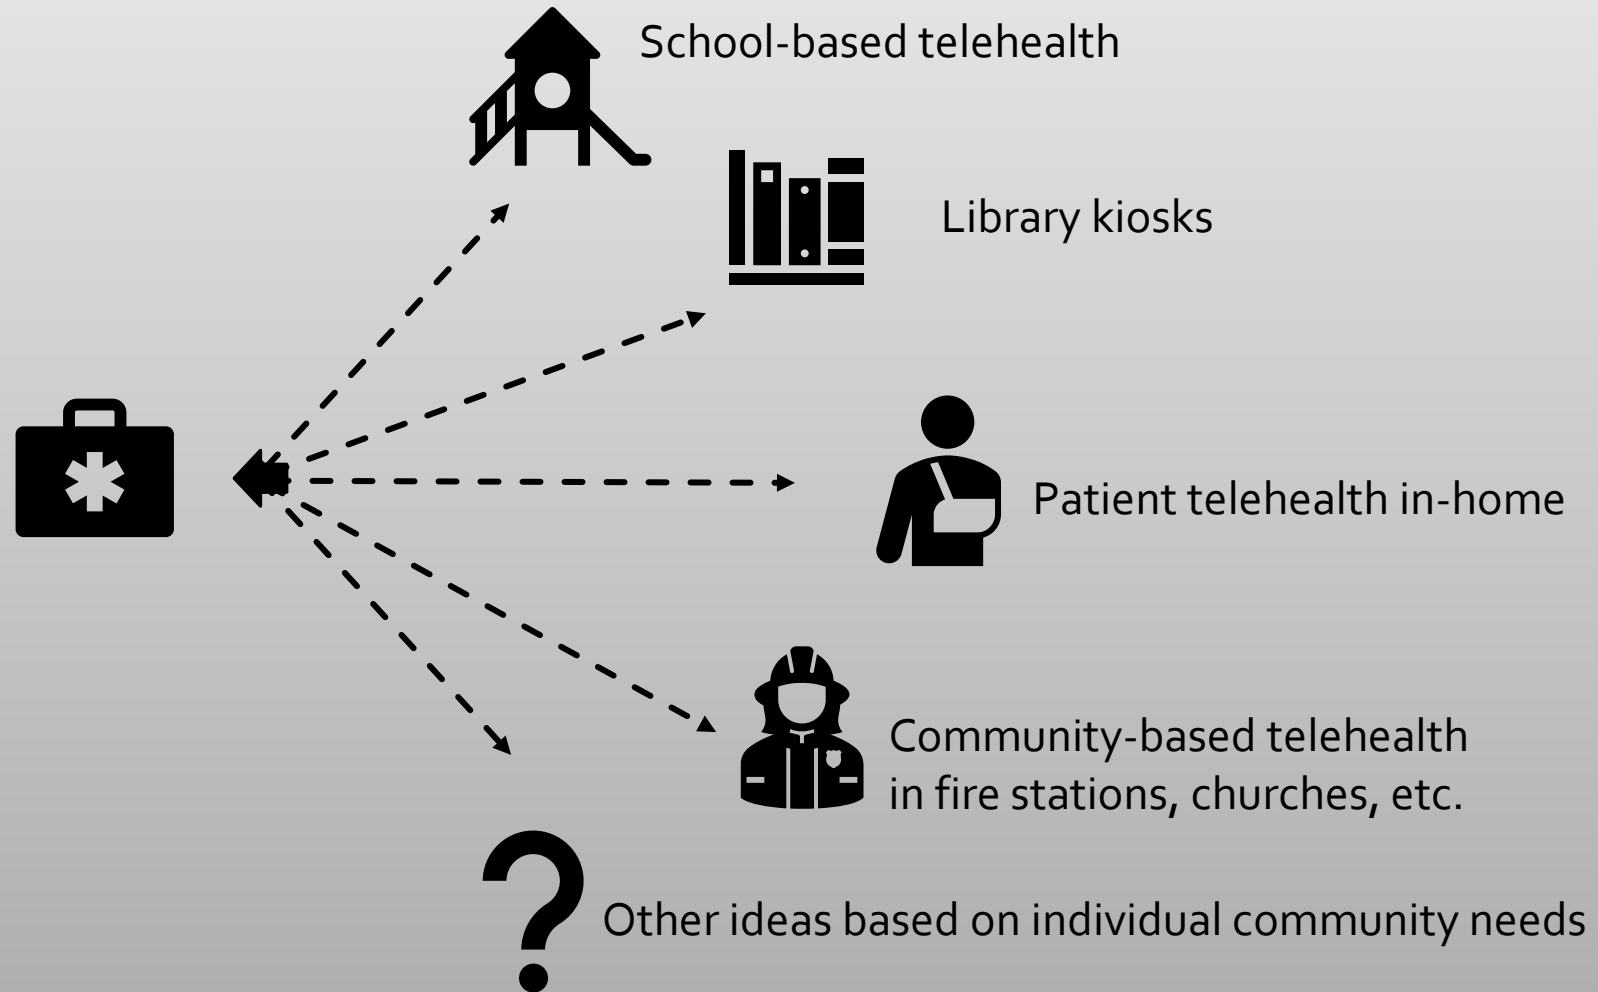 School-based telehealth
Library kiosks
Patient telehealth in-home
Community-based telehealth
in fire stations, churches, etc.
Other ideas based on individual community needs